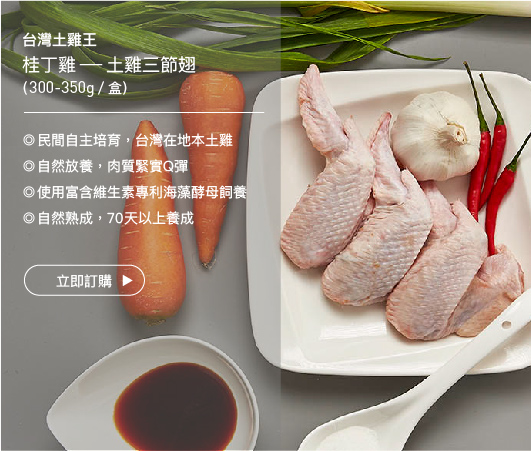 台灣土雞王
桂丁雞 — 土雞三節翅
(300-350g / 盒)
◎民間自主培育，台灣在地本土雞
◎自然放養，肉質緊實Q彈
◎使用富含維生素專利海藻酵母飼養
◎自然熟成，70天以上養成
立即訂購 ▶